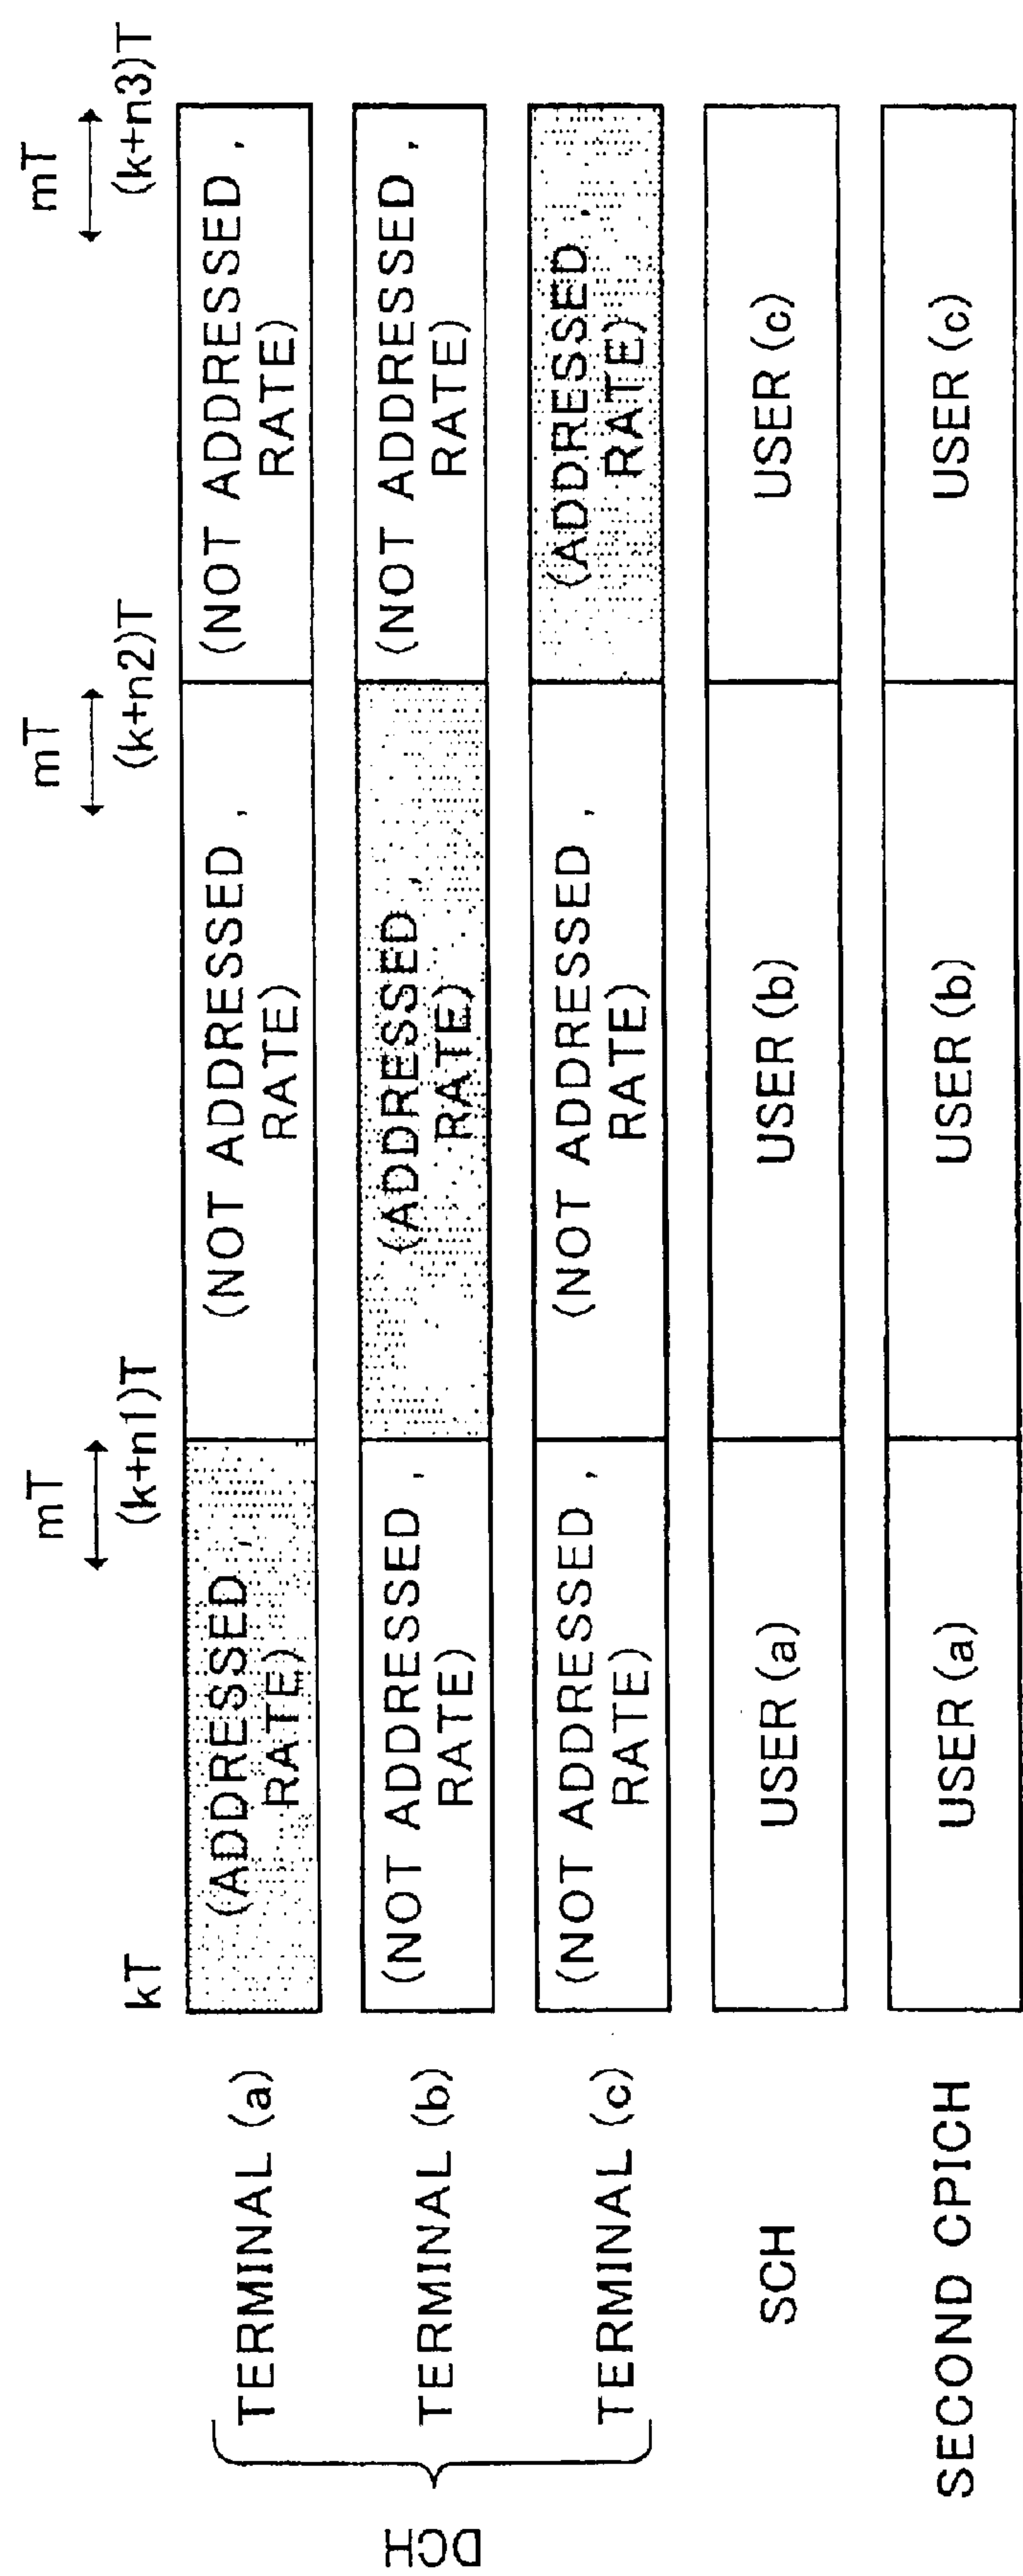 mT
mT
mT
kT
(k+n1)T
(k+n2)T
(k+n3)T
DCH
TERMINAL (a)
(ADDRESSED,
RATE)
(NOT ADDRESSED,
RATE)
(NOT ADDRESSED,
RATE)
TERMINAL (b)
(NOT ADDRESSED,
RATE)
(ADDRESSED,
RATE)
(NOT ADDRESSED,
RATE)
TERMINAL (c)
(NOT ADDRESSED,
RATE)
(NOT ADDRESSED,
RATE)
(ADDRESSED,
RATE)
SCH
USER (a)
USER (b)
USER (c)
SECOND CPICH
USER (a)
USER (b)
USER (c)